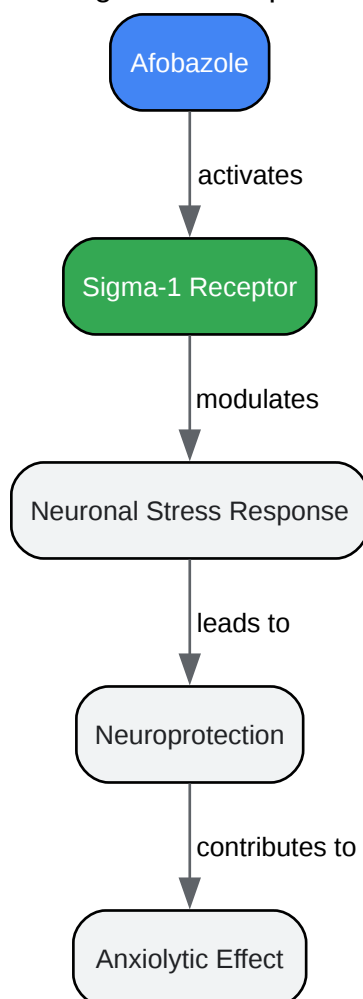 Afobazole
activates
Sigma-1 Receptor
modulates
Neuronal Stress Response
leads to
Neuroprotection
contributes to
Anxiolytic Effect